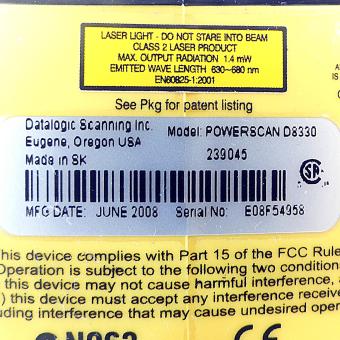 LASER LIGHT - DO NOT STARE INTO BEAM
CLASS 2 LASER PRODUCT
MAX. OUTPUT RADIATION 1.4 mW
EMITTED WAVE LENGTH 630~680 nm
EN60825-1:2001
See Pkg for patent listing
Datalogic Scanning Inc.
Eugene, Oregon USA
Made in SK
Model: POWERSCAN D8330
239045
MFG DATE: JUNE 2008 Serial No: E08F54958
his device complies with Part 15 of the FCC Rule
Operation is subject to the following two condition
this device may not cause harmful interference, a
) this device must accept any interference receive
uding interference that may cause undesired oper